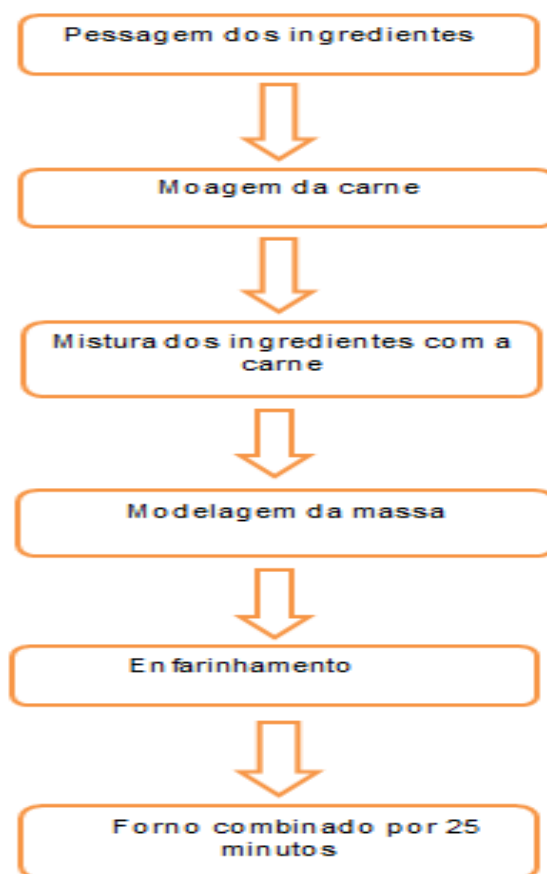 Pessagem dos ingredientes
Moagem da carne
Mistura dos ingredientes com a
carne
Modelagem da massa
Enfarinhamento
Forno combinado por 25
minutos